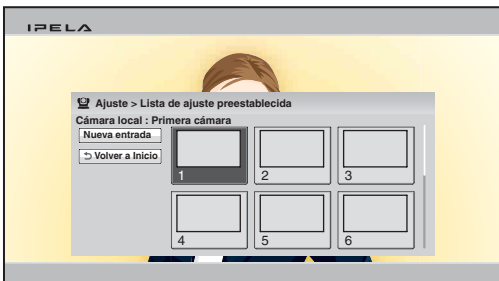 IPELA
Ajuste > Lista de ajuste preestablecida
Cámara local : Primera cámara
Nueva entrada
Volver a Inicio
1
2
3
4
5
6